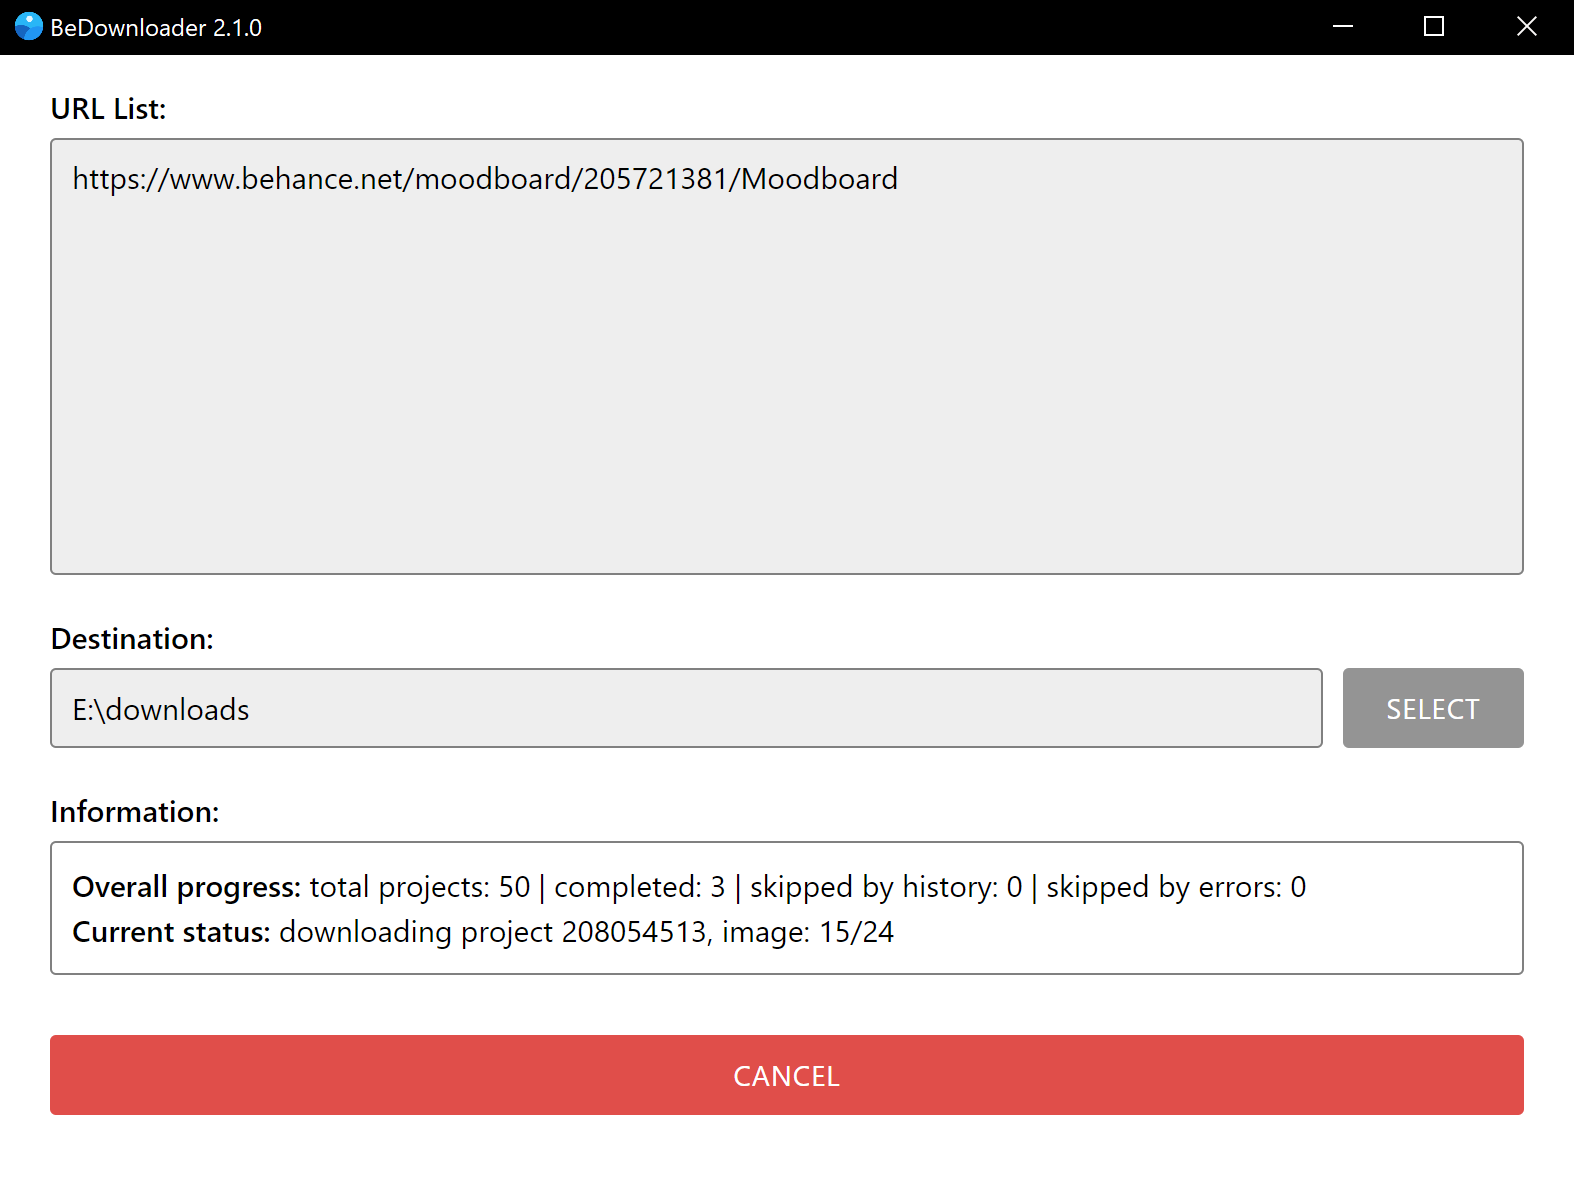 BeDownloader 2.1.0
URL List:
https://www.behance.net/moodboard/205721381/Moodboard
Destination:
E:\downloads
SELECT
Information:
Overall progress: total projects: 50 | completed: 3 | skipped by history: 0 | skipped by errors: 0
Current status: downloading project 208054513, image: 15/24
CANCEL